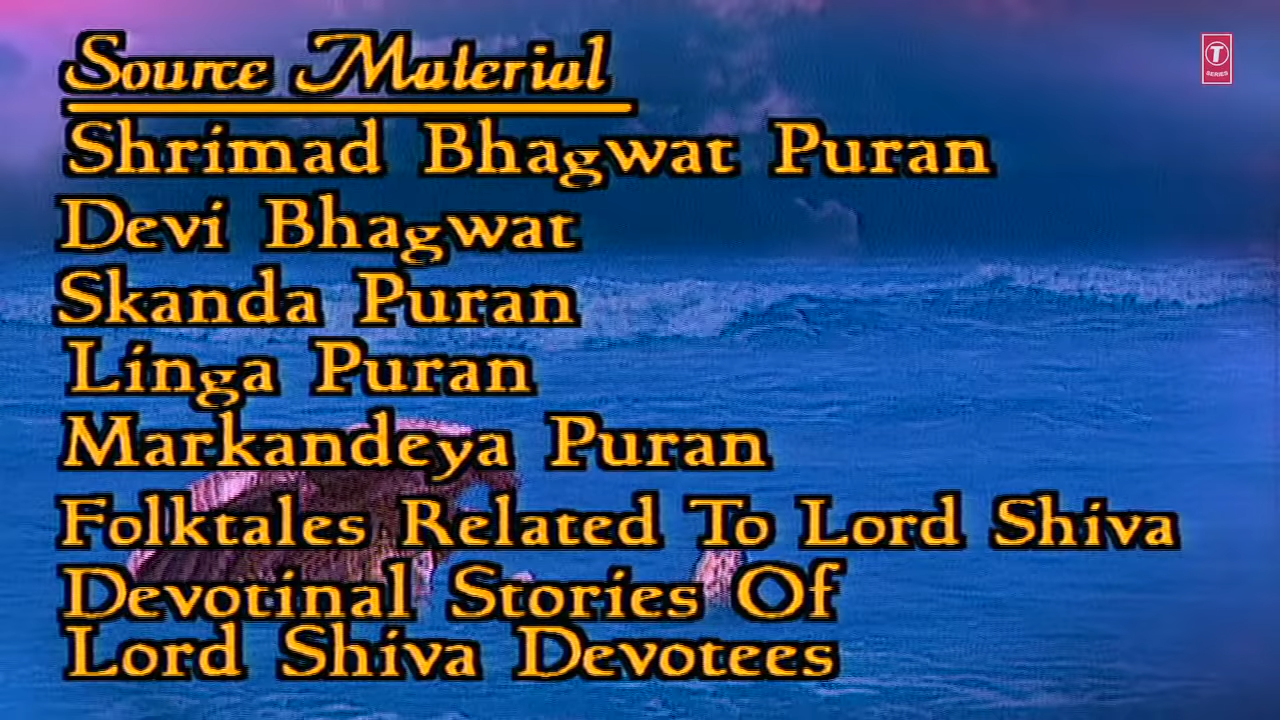 Source Material
Shrimad Bhagwat Puran
Devi Bhagwat
Skanda Puran
Linga Puran
Markandeya Puran
Folktales Related To Lord Shiva
Devotinal Stories Of
Lord Shiva Devotees
T
SERIES